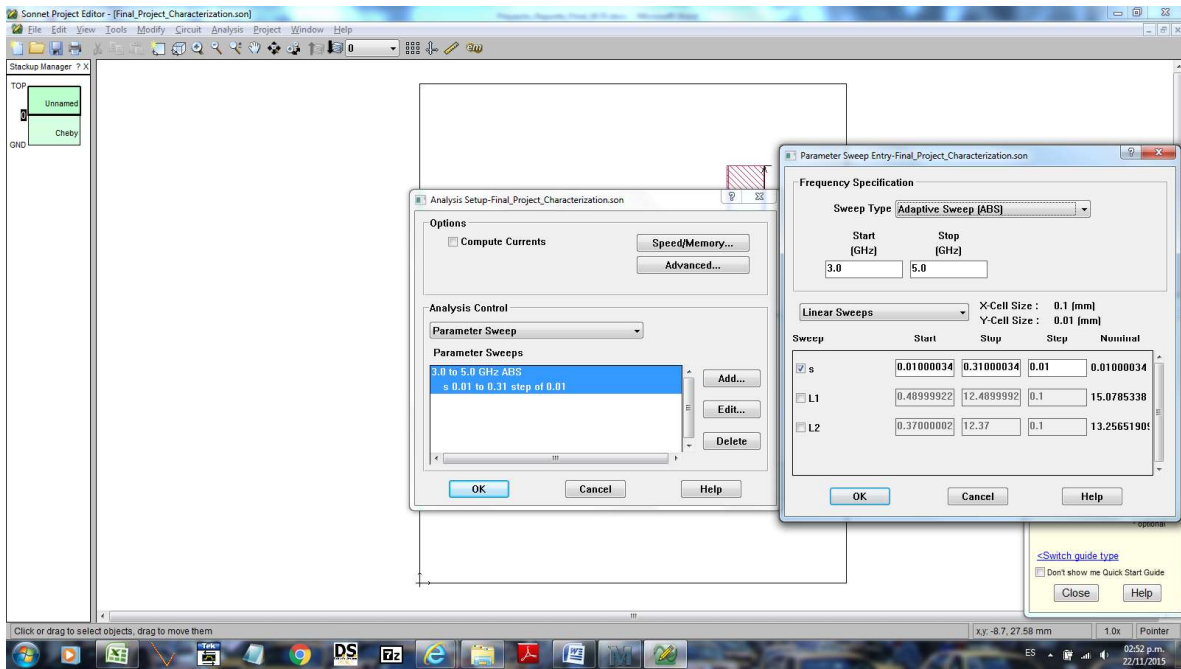 Sonnet Project Editor - [Final_Project_Characterization.son]
File Edit View Tools Modify Circuit Analysis Project Window Help
0
Stackup Manager ? X
TOP
Unnamed
0
Cheby
GND
Analysis Setup-Final_Project_Characterization.son
Options
Compute Currents
Speed/Memory...
Advanced...
Analysis Control
Parameter Sweep
Parameter Sweeps
3.0 to 5.0 GHz ABS
s 0.01 to 0.31 step of 0.01
Add...
Edit...
Delete
OK Cancel Help
Parameter Sweep Entry-Final_Project_Characterization.son
Frequency Specification
Sweep Type Adaptive Sweep (ABS)
Start Stop
(GHz) (GHz)
3.0 5.0
Linear Sweeps X-Cell Size : 0.1 (mm)
Y-Cell Size : 0.01 (mm)
Sweep Start Stop Step Nominal
s 0.01000034 0.31000034 0.01 0.01000034
L1 0.48999922 12.4899992 0.1 15.0785338
L2 0.37000002 12.37 0.1 13.2565190
OK Cancel Help
* optional
<Switch guide type
Don't show me Quick Start Guide
Close Help
Click or drag to select objects, drag to move them
x,y: -8.7, 27.58 mm 1.0x Pointer
Tek
DS
7z
ES
02:52 p.m.
22/11/2015